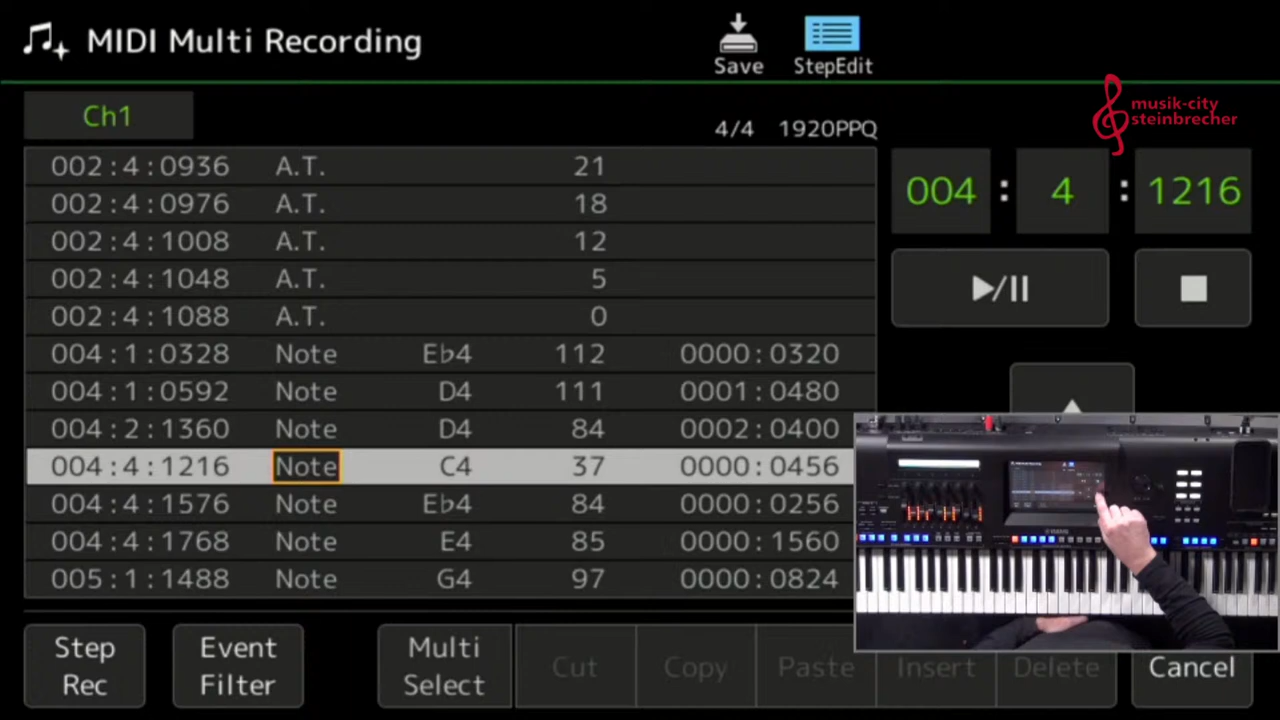 MIDI Multi Recording
Save
StepEdit
musik-city
steinbrecher
Ch1
4/4 1920PPQ
002:4:0936 A.T. 21
002:4:0976 A.T. 18
002:4:1008 A.T. 12
002:4:1048 A.T. 5
002:4:1088 A.T. 0
004:1:0328 Note E♭4 112 0000:0320
004:1:0592 Note D4 111 0001:0480
004:2:1360 Note D4 84 0002:0400
004:4:1216 Note C4 37 0000:0456
004:4:1576 Note E♭4 84 0000:0256
004:4:1768 Note E4 85 0000:1560
005:1:1488 Note G4 97 0000:0824
004 : 4 : 1216
Step
Rec
Event
Filter
Multi
Select
Cut
Copy
Paste
Insert
Delete
Cancel